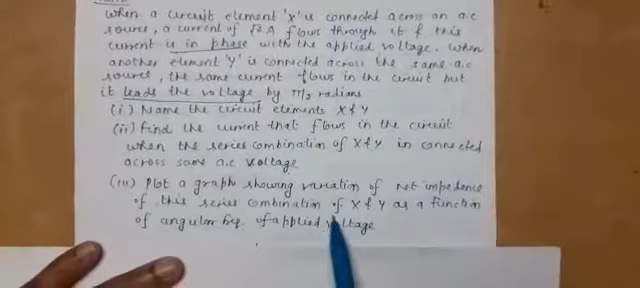 When a circuit element 'X' is connected across an a.c
source, a current of √2 A flows through it & this
current is in phase with the applied voltage. When
another element 'Y' is connected across the same a.c
source, the same current flows in the circuit but
it leads the voltage by π/2 radians
(i) Name the circuit elements X & Y
(ii) Find the current that flows in the circuit
when the series combination of X & Y in connected
across same a.c voltage
(iii) Plot a graph showing variation of net impedence
of this series combination of X & Y as a function
of angular freq. of applied voltage